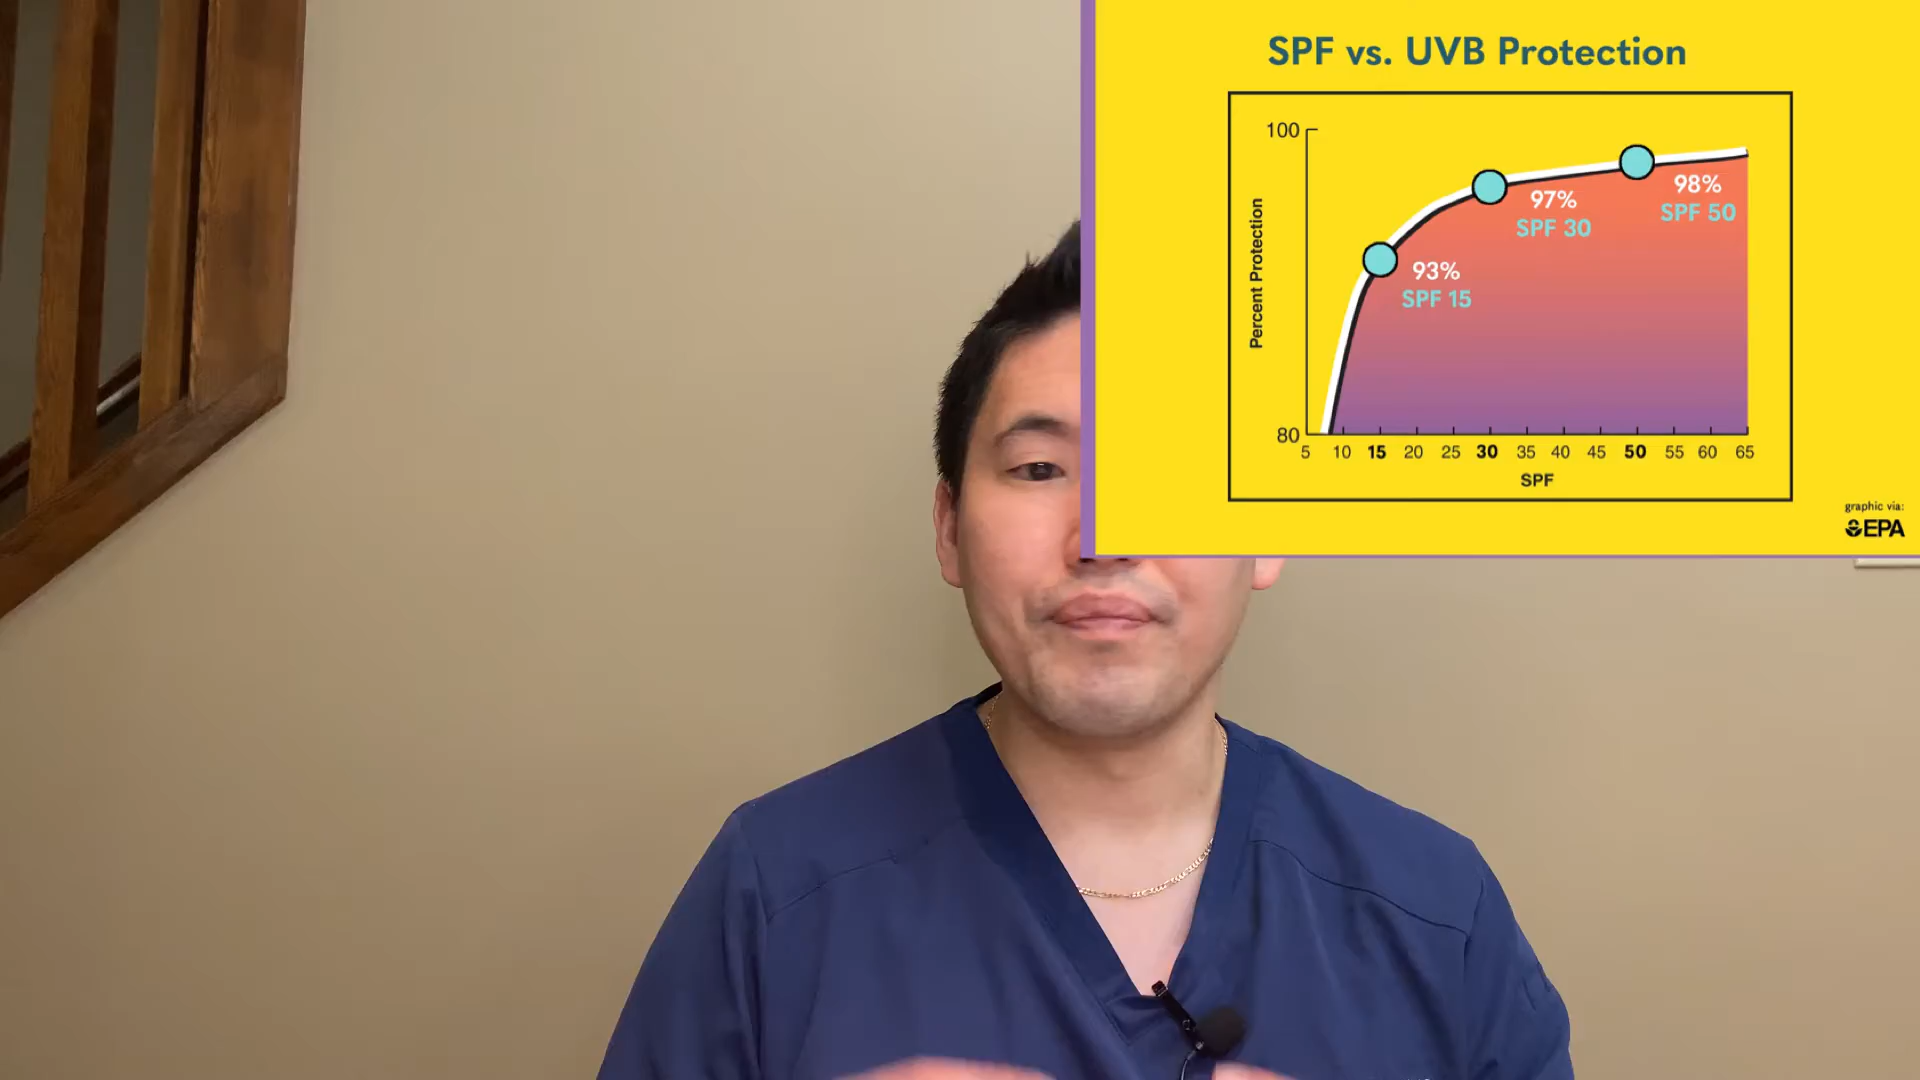 SPF vs. UVB Protection
100
Percent Protection
97%
SPF 30
98%
SPF 50
93%
SPF 15
80
5 10 15 20 25 30 35 40 45 50 55 60 65
SPF
graphic via:
EPA